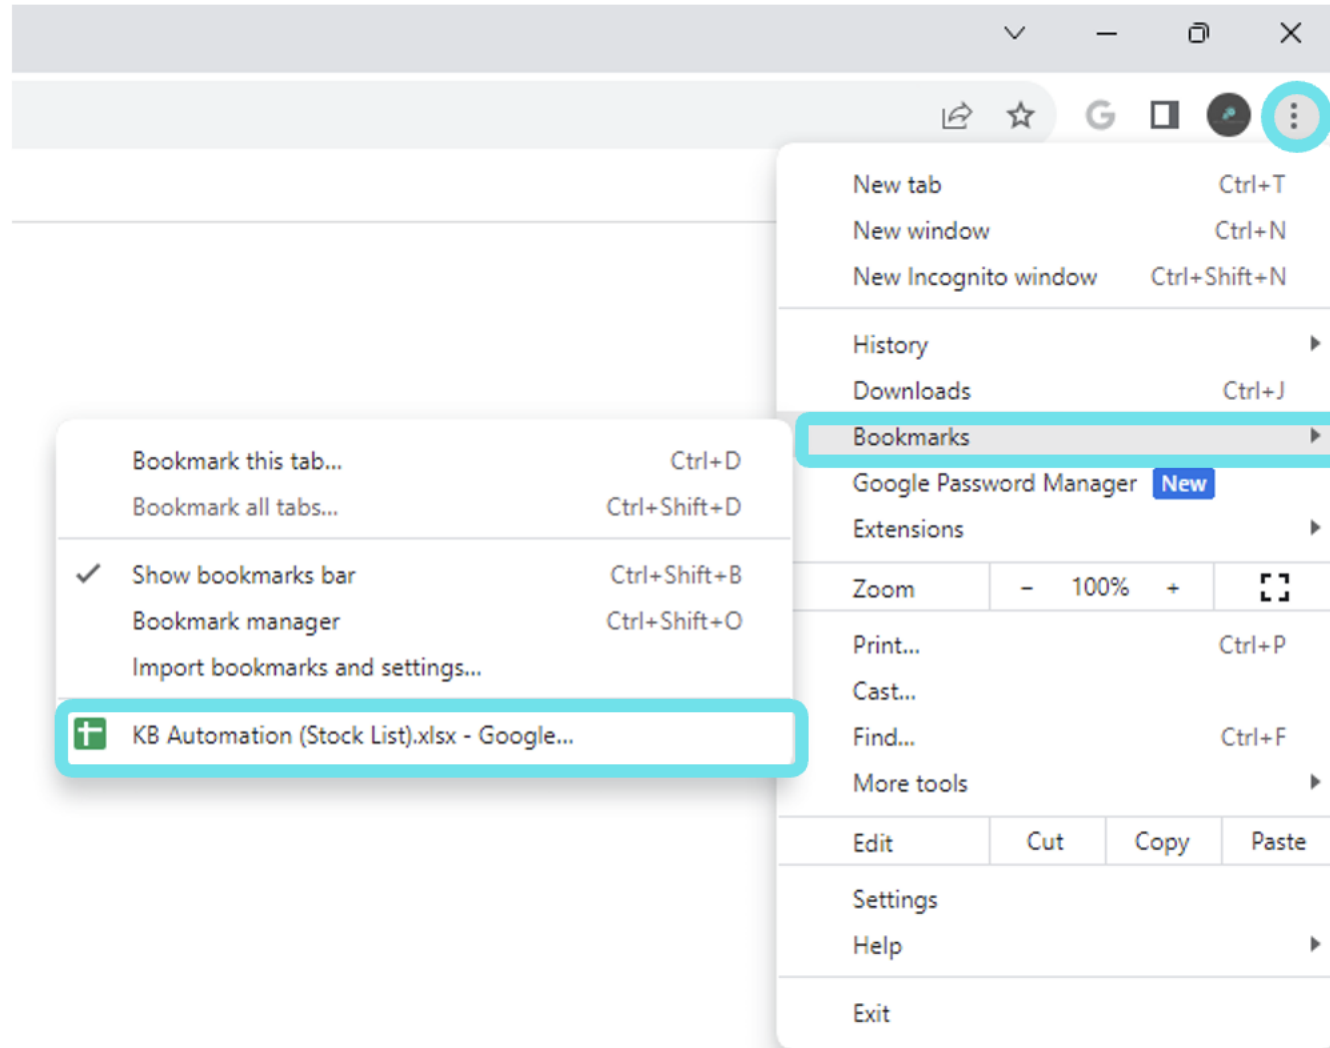 G
New tab Ctrl+T
New window Ctrl+N
New Incognito window Ctrl+Shift+N
History
Downloads Ctrl+J
Bookmarks
Google Password Manager New
Extensions
Zoom - 100% +
Print... Ctrl+P
Cast...
Find... Ctrl+F
More tools
Edit Cut Copy Paste
Settings
Help
Exit
Bookmark this tab... Ctrl+D
Bookmark all tabs... Ctrl+Shift+D
Show bookmarks bar Ctrl+Shift+B
Bookmark manager Ctrl+Shift+O
Import bookmarks and settings...
KB Automation (Stock List).xlsx - Google...